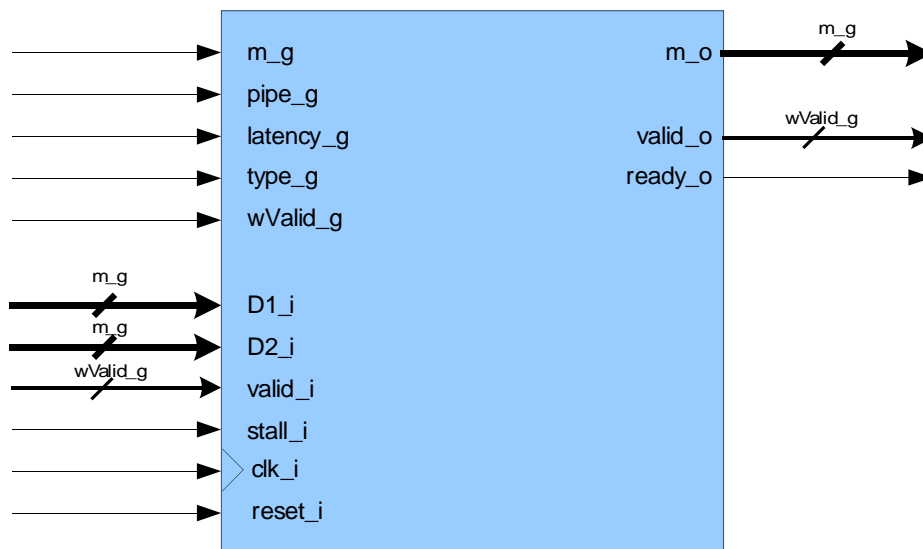 m_g
m_g m_o
pipe_g
wValid_g
latency_g valid_o
type_g ready_o
wValid_g
m_g
D1_i
m_g
D2_i
wValid_g
valid_i
stall_i
clk_i
reset_i